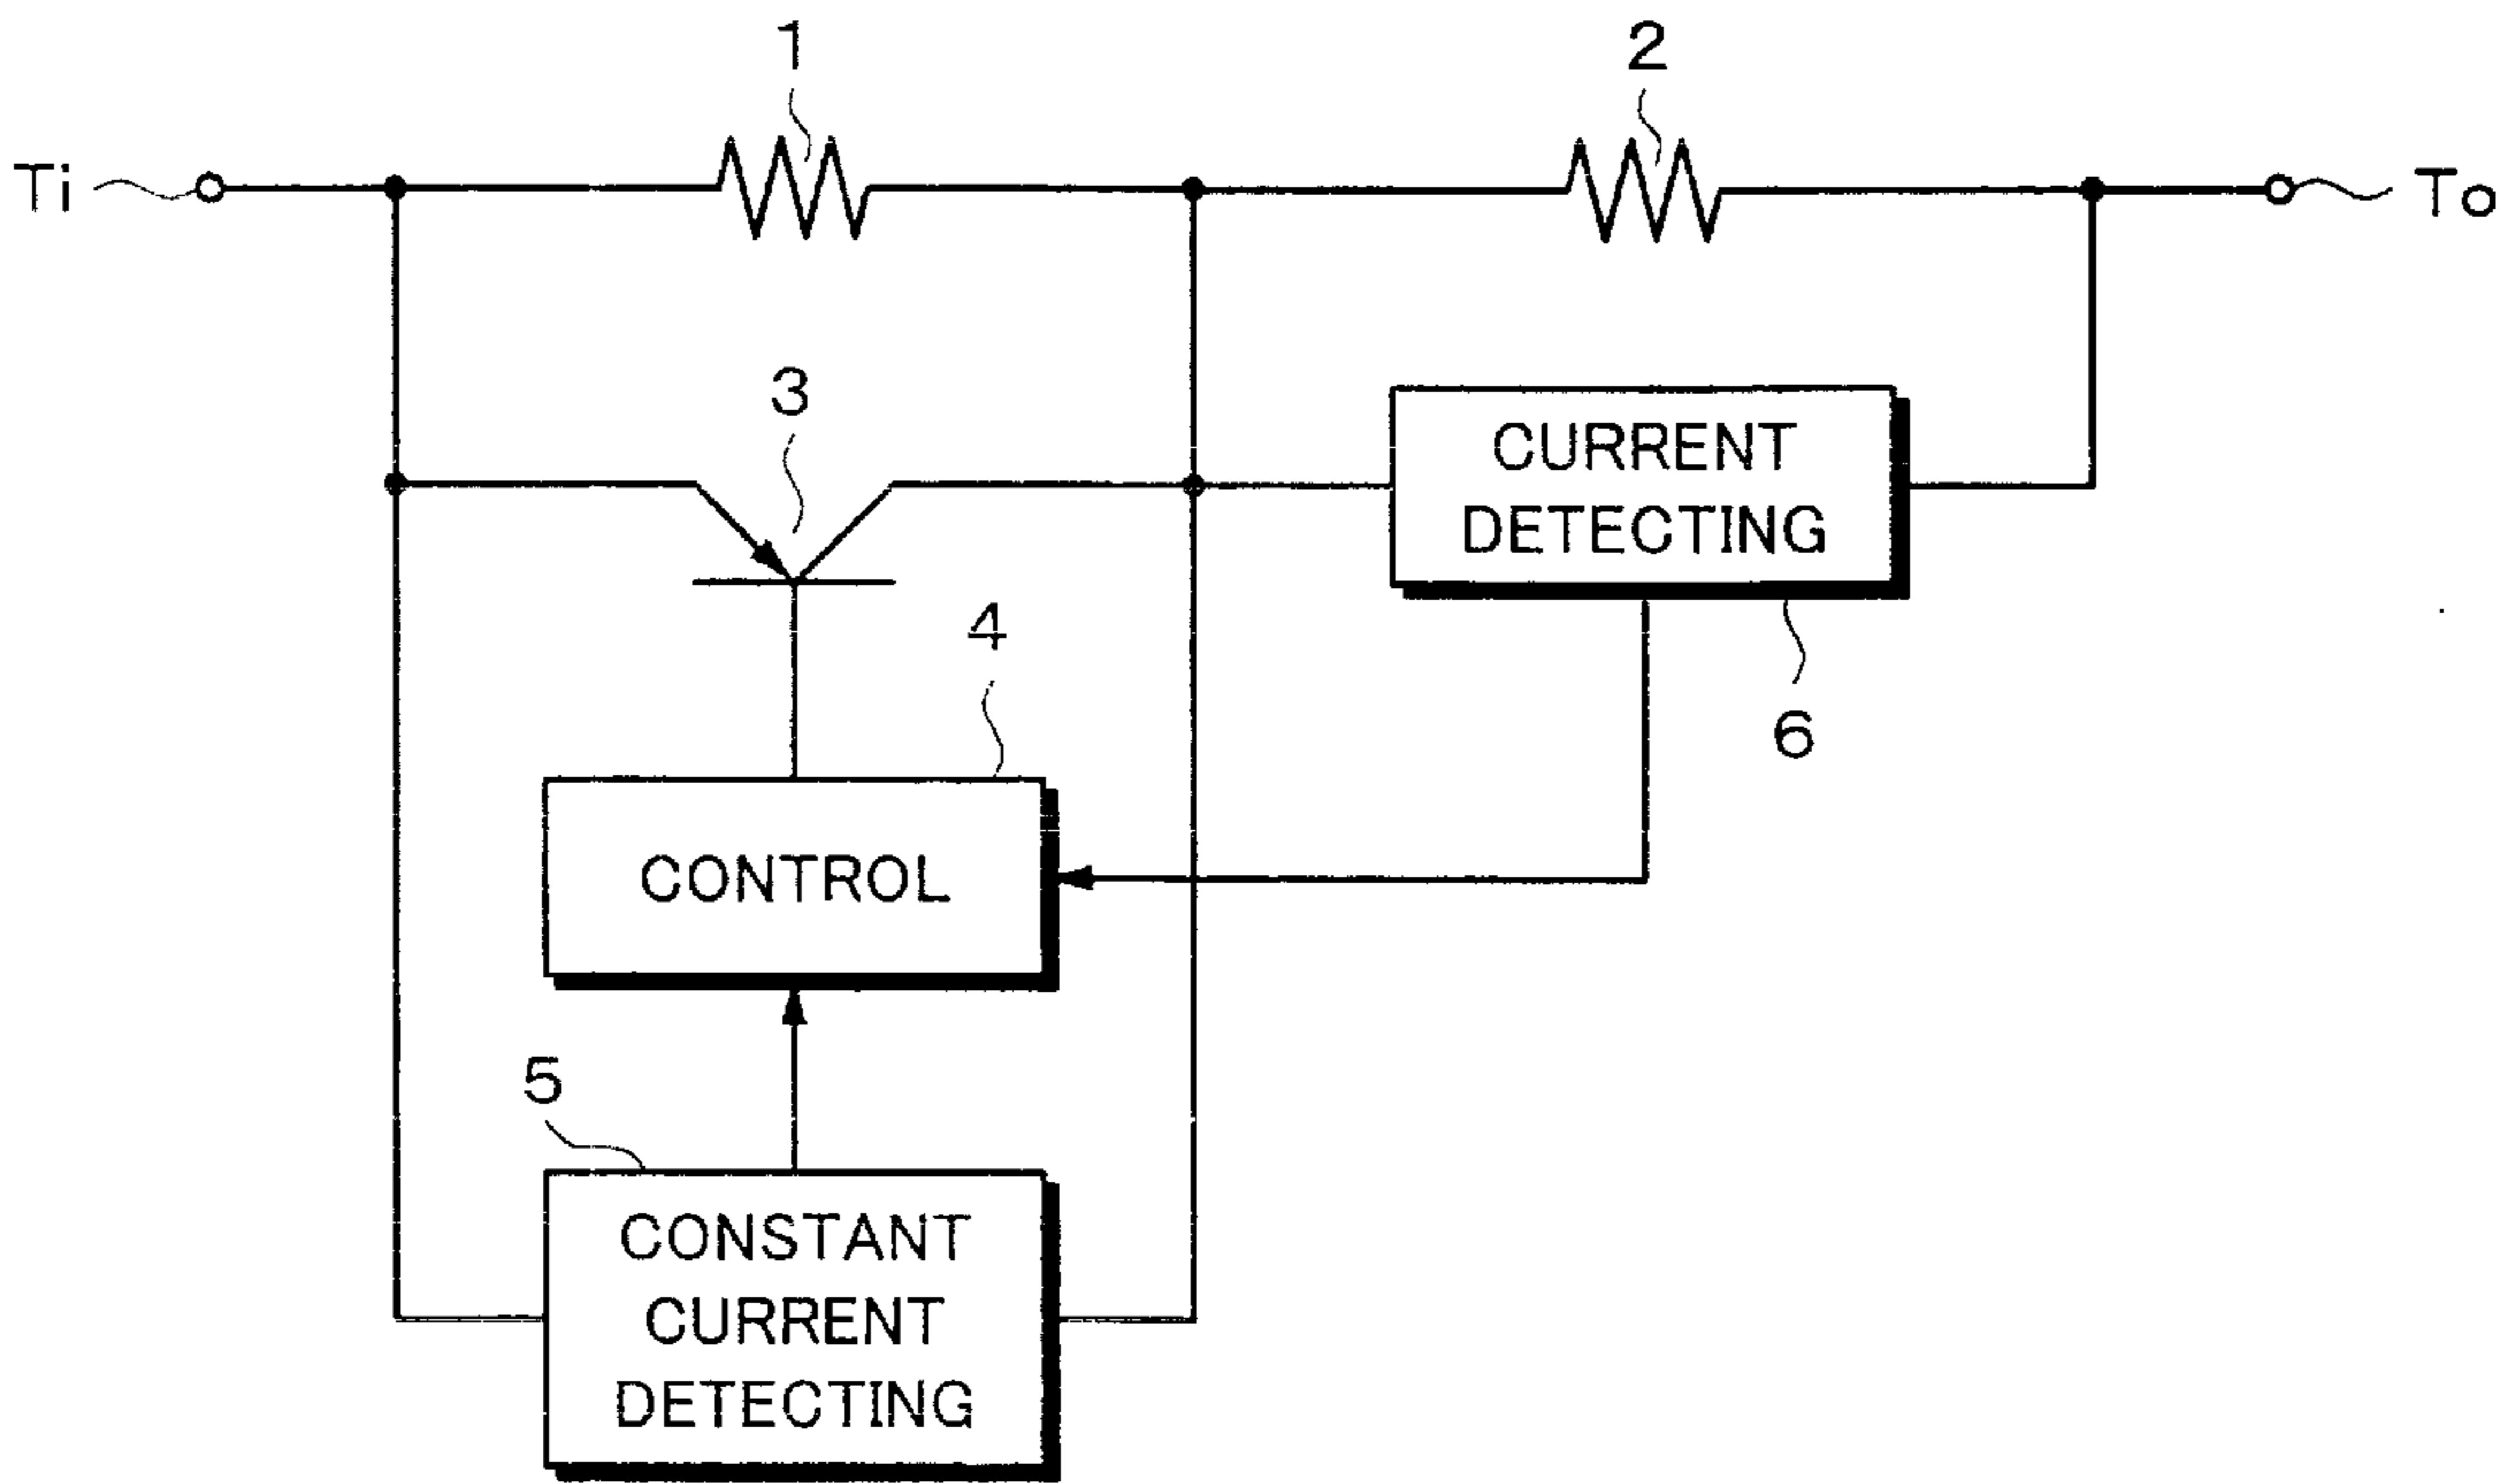 1
2
Ti
To
3
CURRENT
DETECTING
4
6
CONTROL
5
CONSTANT
CURRENT
DETECTING